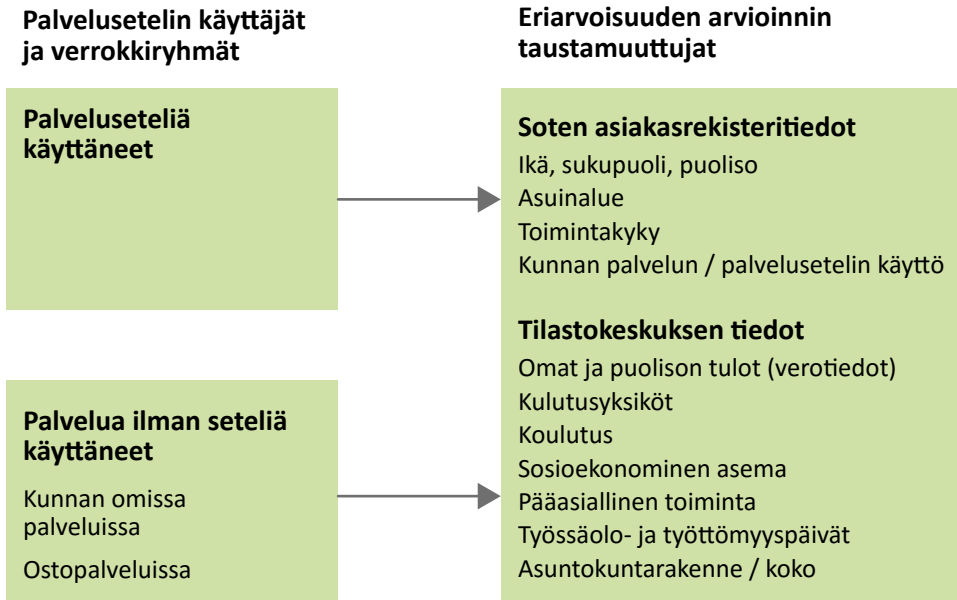 Palvelusetelin käyttäjät
ja verrokkiryhmät
Palveluseteliä
käyttäneet
Palvelua ilman seteliä
käyttäneet
Kunnan omissa
palveluissa
Ostopalveluissa
Eriarvoisuuden arvioinnin
taustamuuttujat
Soten asiakasrekisteritiedot
Ikä, sukupuoli, puoliso
Asuinalue
Toimintakyky
Kunnan palvelun / palvelusetelin käyttö
Tilastokeskuksen tiedot
Omat ja puolison tulot (verotiedot)
Kulutusyksiköt
Koulutus
Sosioekonominen asema
Pääasiallinen toiminta
Työssäolo- ja työttömyyspäivät
Asuntokuntarakenne / koko